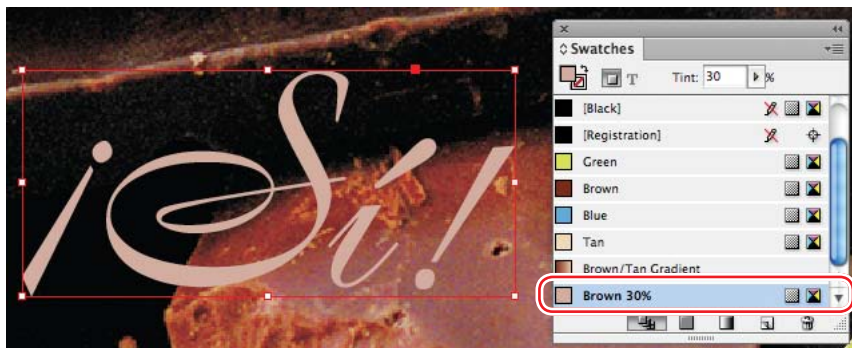 ¡Sí!
Swatches
T Tint: 30 %
[Black]
[Registration]
Green
Brown
Blue
Tan
Brown/Tan Gradient
Brown 30%